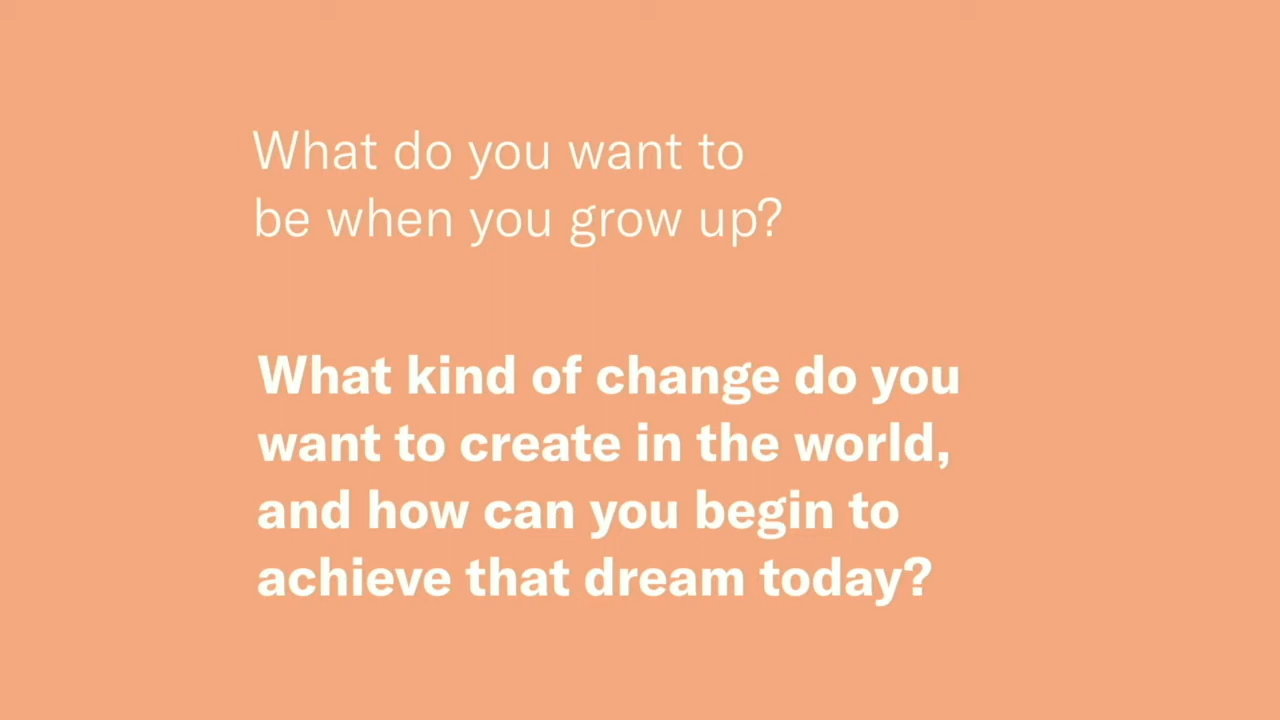 What do you want to
be when you grow up?
What kind of change do you
want to create in the world,
and how can you begin to
achieve that dream today?